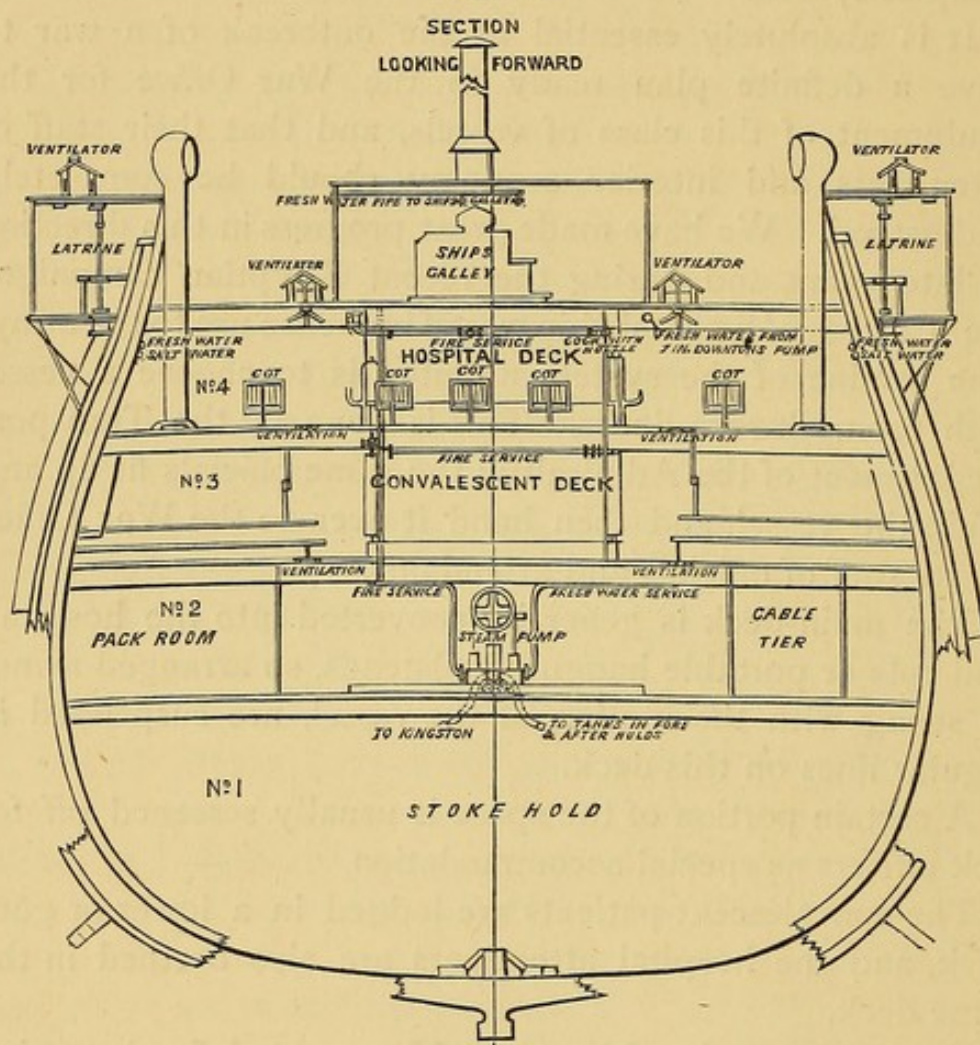 SECTION
LOOKING FORWARD
VENTILATOR
VENTILATOR
FRESH WATER PIPE TO SHIPS GALLEY
LATRINE
SHIPS
GALLEY
LATRINE
VENTILATOR
VENTILATOR
FRESH WATER
SALT WATER
FIRE SERVICE
COCK WITH
NOZZLE
FRESH WATER FROM
7 IN. DOWNTONS PUMP
FRESH WATER
SALT WATER
HOSPITAL DECK
Nº4
COT
COT
COT
COT
COT
VENTILATION
VENTILATION
FIRE SERVICE
Nº3
CONVALESCENT DECK
VENTILATION
VENTILATION
FIRE SERVICE
FRESH WATER SERVICE
Nº2
PACK ROOM
STEAM PUMP
CABLE
TIER
TO KINGSTON
TO TANKS IN FORE
& AFTER HOLDS
Nº1
STOKE HOLD